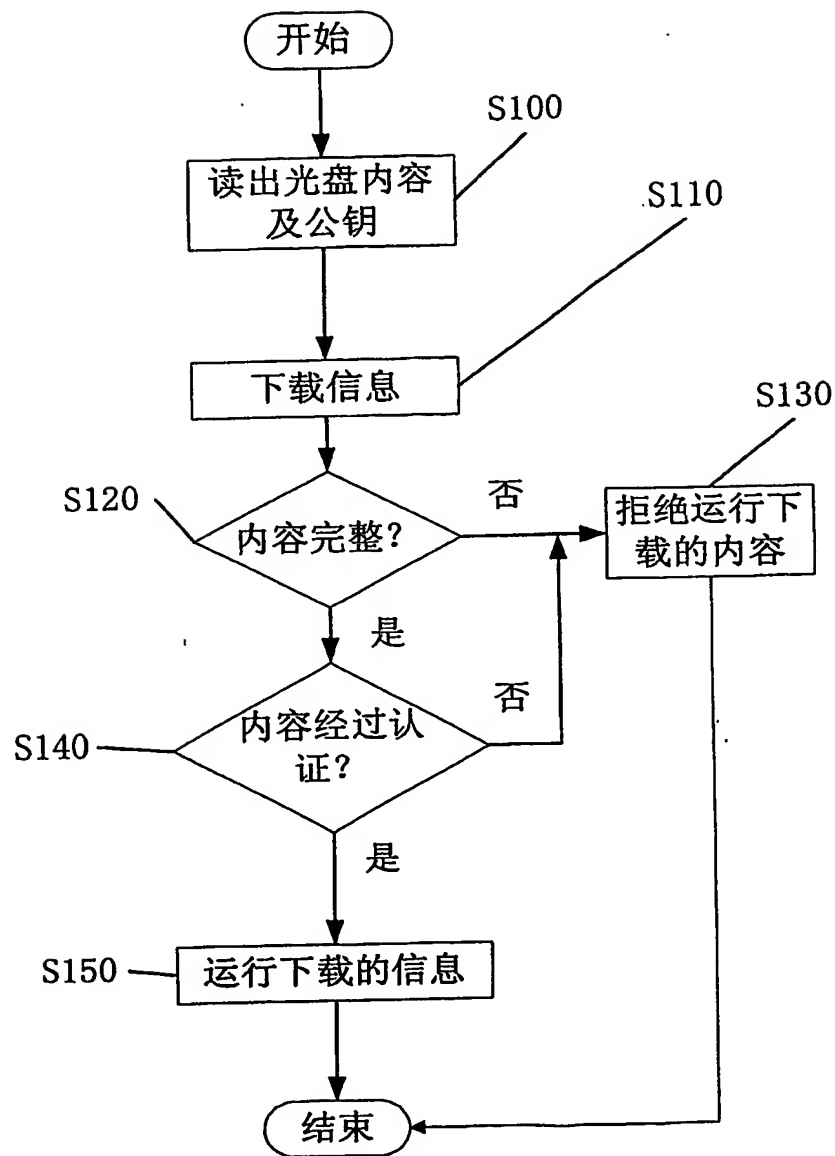 开始
S100
读出光盘内容
及公钥
S110
下载信息
S130
S120
内容完整?
否
拒绝运行下
载的内容
是
否
S140
内容经过认
证?
是
S150
运行下载的信息
结束